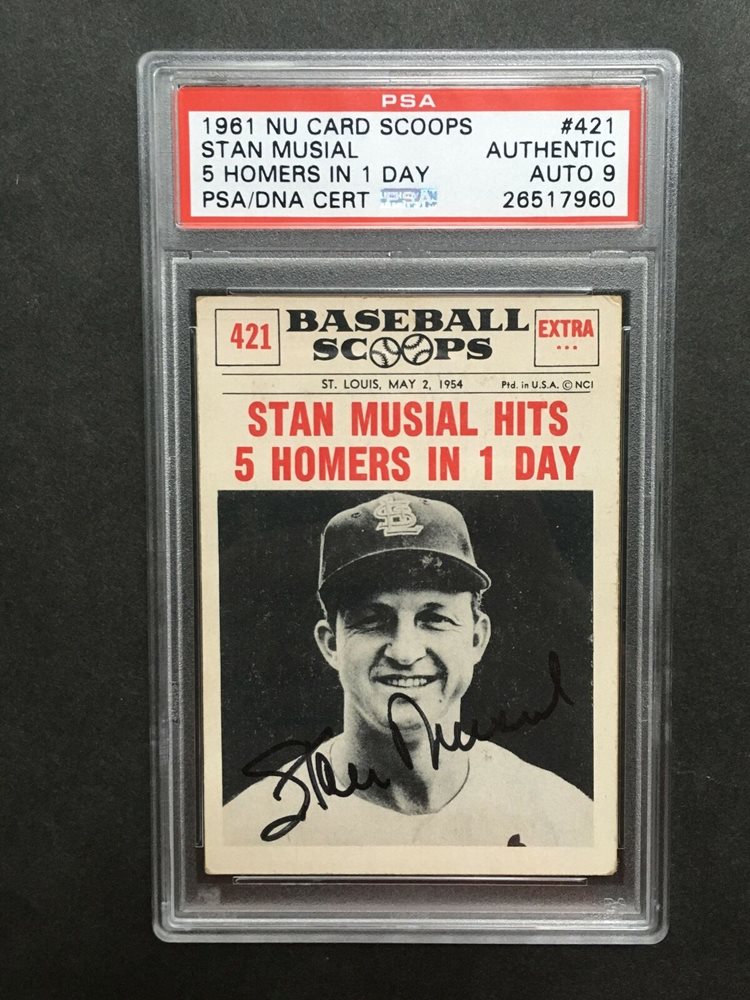 PSA
1961 NU CARD SCOOPS #421
STAN MUSIAL AUTHENTIC
5 HOMERS IN 1 DAY AUTO 9
PSA/DNA CERT 26517960
421 BASEBALL SCOOPS EXTRA ...
ST. LOUIS, MAY 2, 1954 Ptd. in U.S.A. © NCI
STAN MUSIAL HITS
5 HOMERS IN 1 DAY
STL
Stan Musial